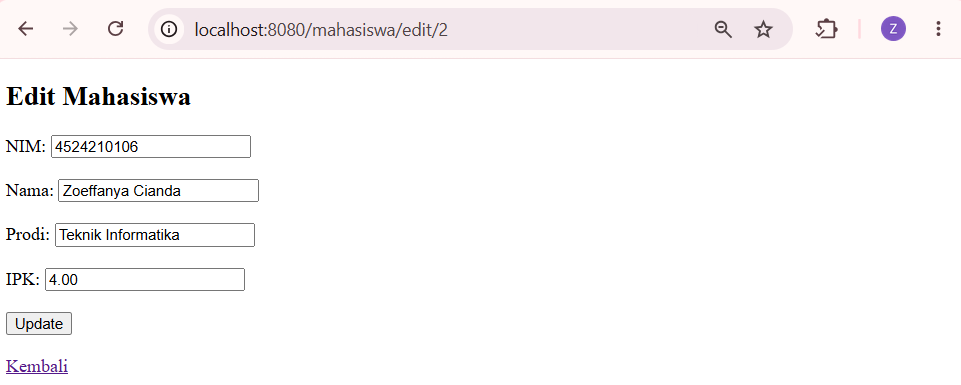 localhost:8080/mahasiswa/edit/2
Z
Edit Mahasiswa
NIM: 4524210106
Nama: Zoeffanya Cianda
Prodi: Teknik Informatika
IPK: 4.00
Update
Kembali